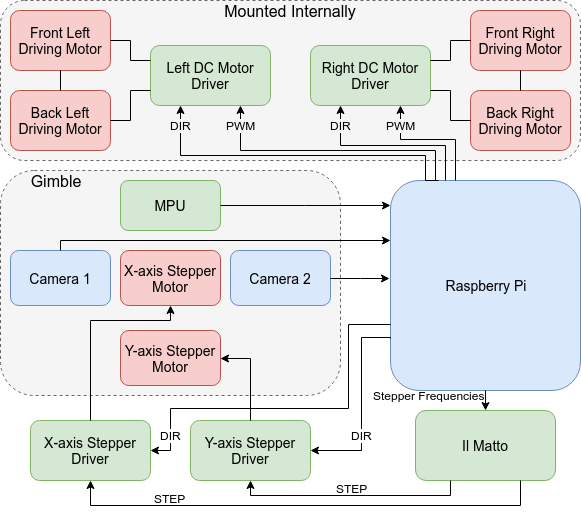 Mounted Internally
Front Left
Driving Motor
Back Left
Driving Motor
Left DC Motor
Driver
Right DC Motor
Driver
Front Right
Driving Motor
Back Right
Driving Motor
DIR
PWM
DIR
PWM
Gimble
MPU
Camera 1
X-axis Stepper
Motor
Camera 2
Y-axis Stepper
Motor
Raspberry Pi
Stepper Frequencies
X-axis Stepper
Driver
DIR
Y-axis Stepper
Driver
DIR
Il Matto
STEP
STEP